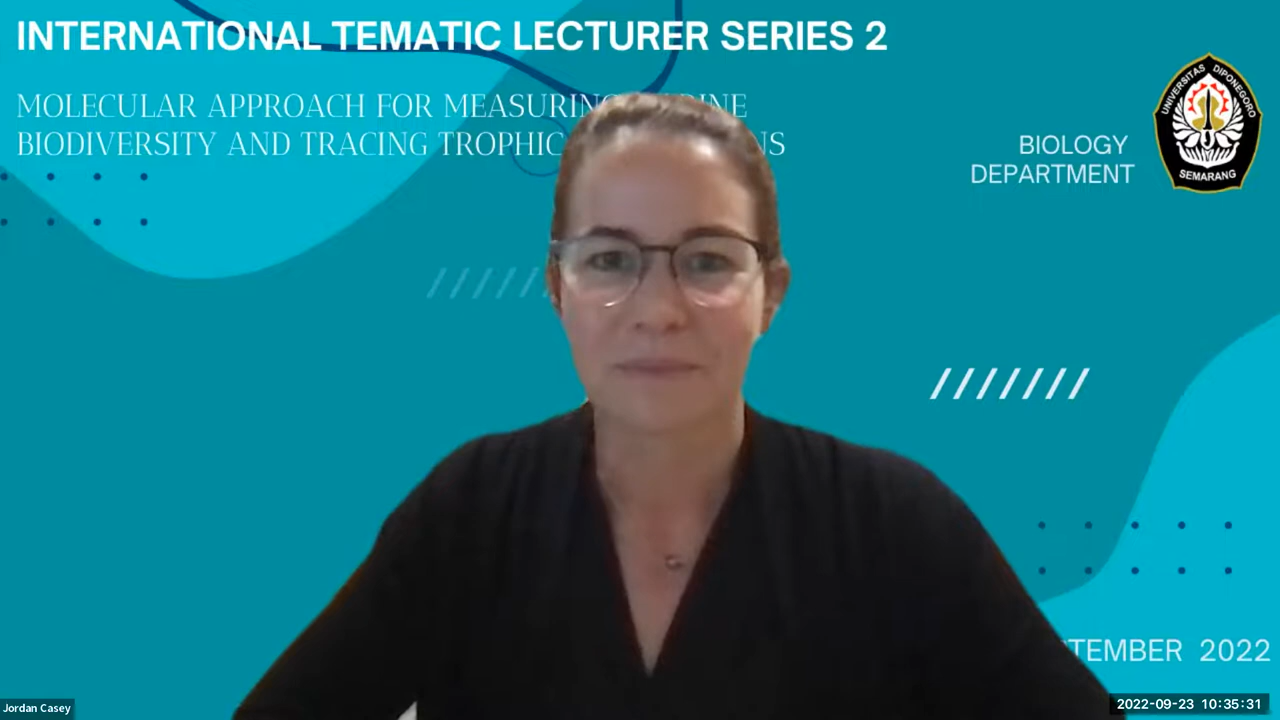 INTERNATIONAL TEMATIC LECTURER SERIES 2
MOLECULAR APPROACH FOR MEASURING
BIODIVERSITY AND TRACING TROPHIC
BIOLOGY
DEPARTMENT
UNIVERSITAS DIPONEGORO
SEMARANG
2022
Jordan Casey
2022-09-23 10:35:31